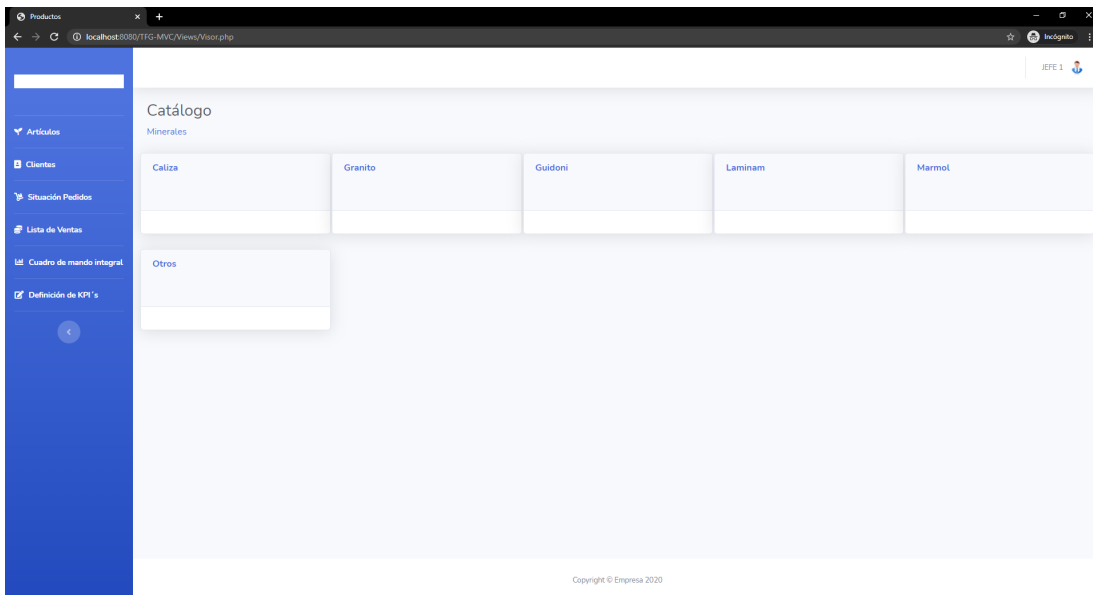 Productos
localhost:8080/TFG-MVC/Views/Visor.php
Incógnito
JEFE 1
Artículos
Clientes
Situación Pedidos
Lista de Ventas
Cuadro de mando integral
Definición de KPI´s
Catálogo
Minerales
Caliza
Granito
Guidoni
Laminam
Marmol
Otros
Copyright © Empresa 2020